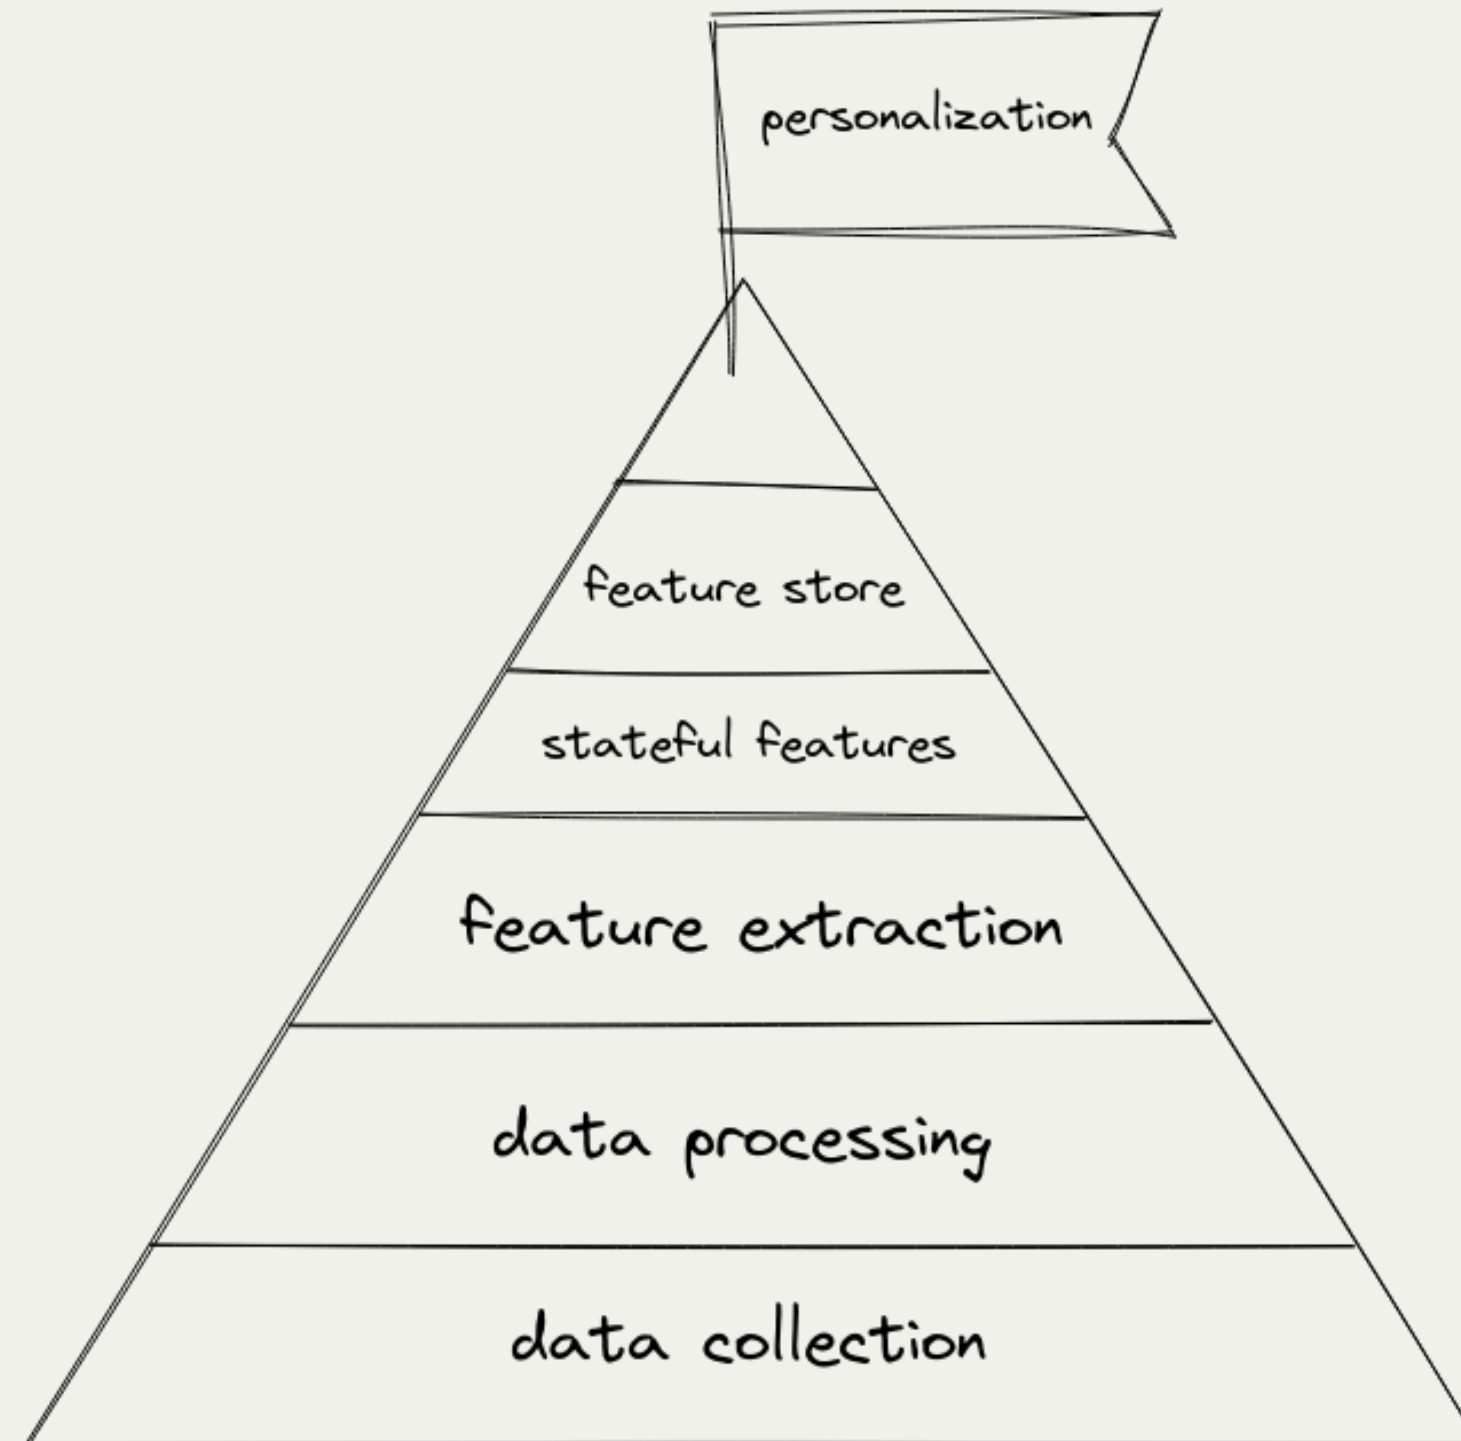 personalization
feature store
stateful features
feature extraction
data processing
data collection